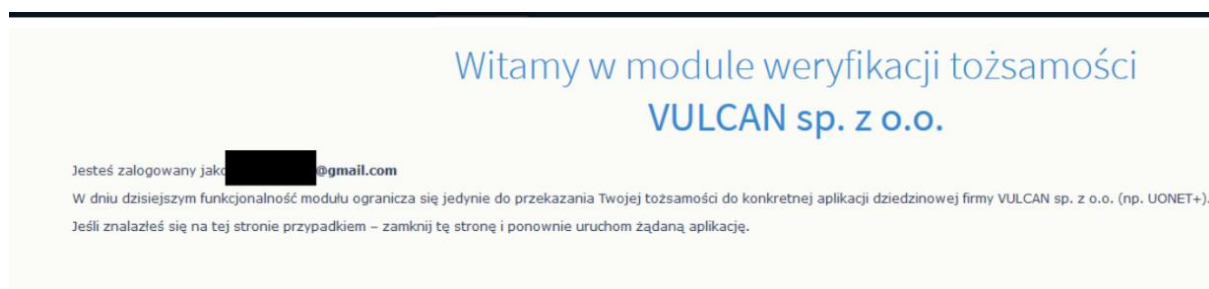 Witamy w module weryfikacji tożsamości
VULCAN sp. z o.o.
Jesteś zalogowany jako @gmail.com
W dniu dzisiejszym funkcjonalność modułu ogranicza się jedynie do przekazania Twojej tożsamości do konkretnej aplikacji dziedzinowej firmy VULCAN sp. z o.o. (np. UONET+).
Jeśli znalazłeś się na tej stronie przypadkiem – zamknij tę stronę i ponownie uruchom żądaną aplikację.